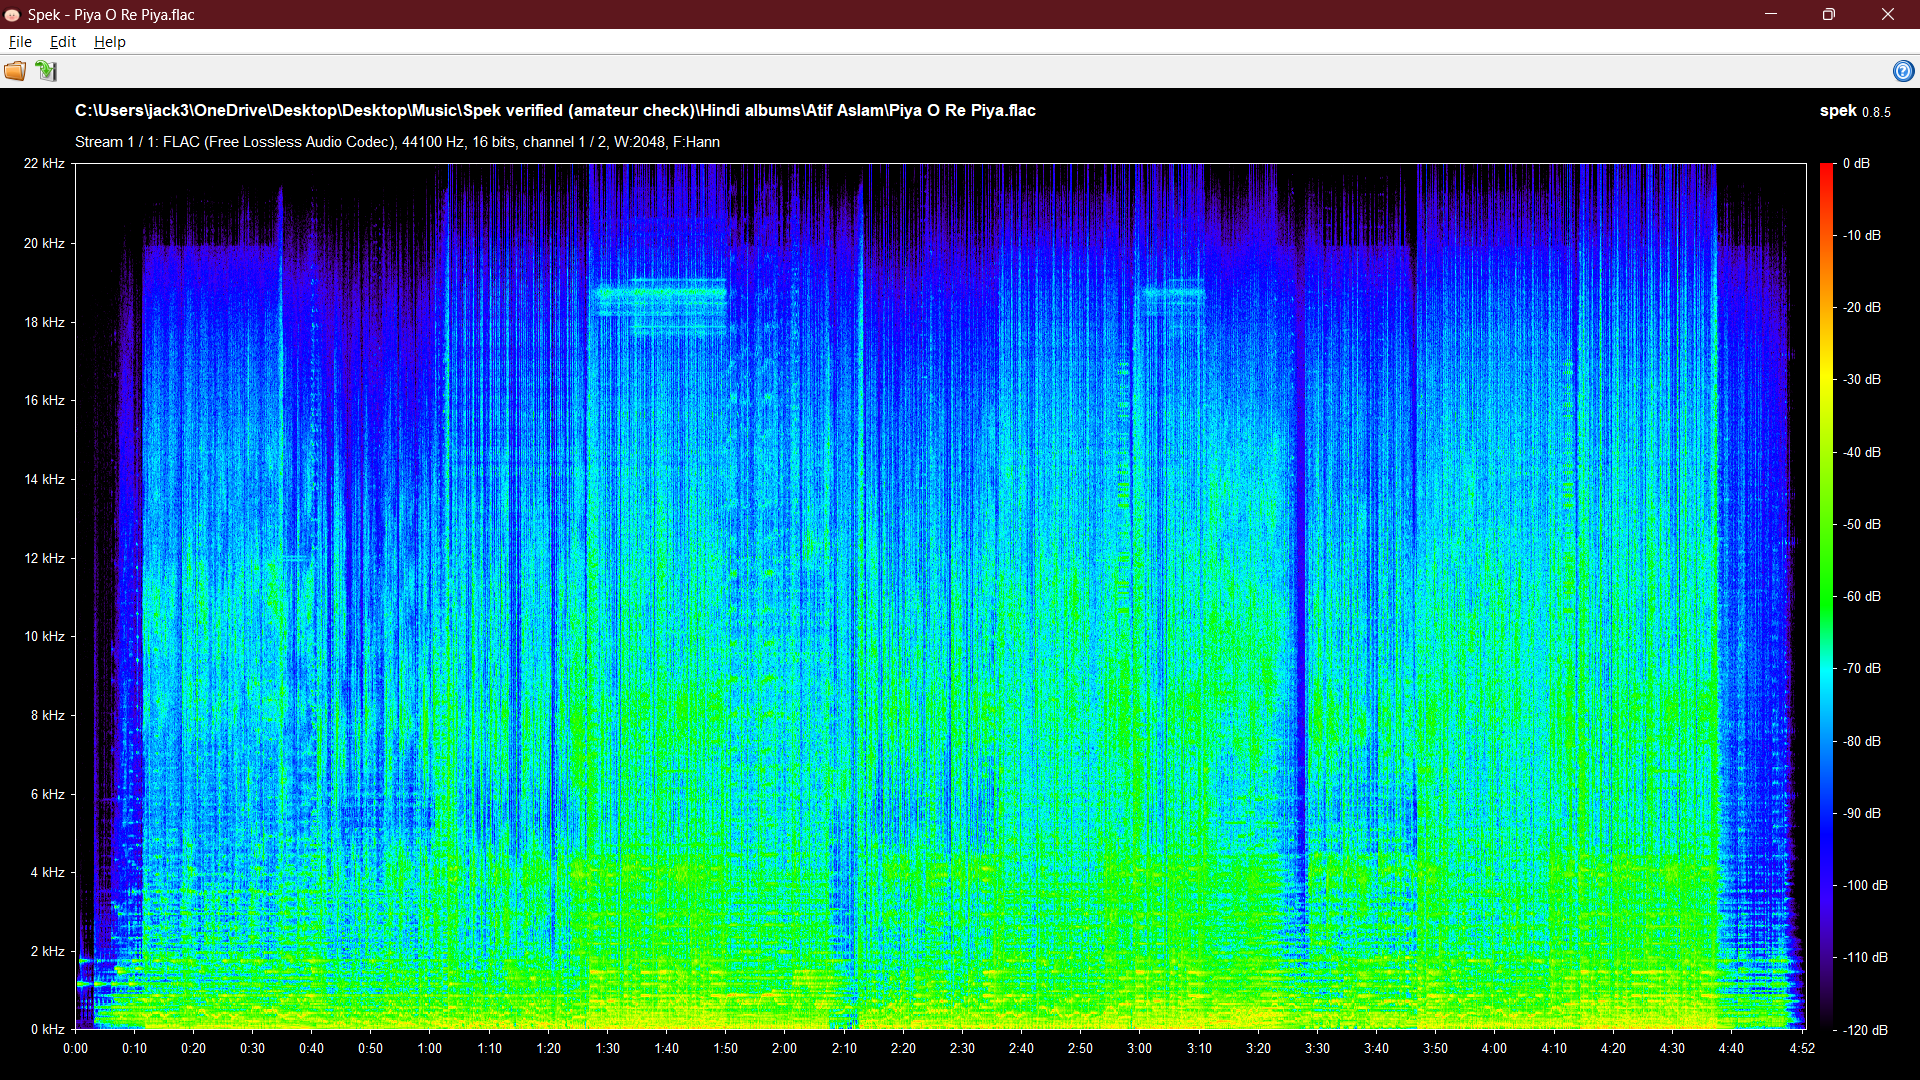 Spek - Piya O Re Piya.flac
File Edit Help
C:\Users\jack3\OneDrive\Desktop\Desktop\Music\Spek verified (amateur check)\Hindi albums\Atif Aslam\Piya O Re Piya.flac
spek 0.8.5
Stream 1 / 1: FLAC (Free Lossless Audio Codec), 44100 Hz, 16 bits, channel 1 / 2, W:2048, F:Hann
22 kHz
20 kHz
18 kHz
16 kHz
14 kHz
12 kHz
10 kHz
8 kHz
6 kHz
4 kHz
2 kHz
0 kHz
0 dB
-10 dB
-20 dB
-30 dB
-40 dB
-50 dB
-60 dB
-70 dB
-80 dB
-90 dB
-100 dB
-110 dB
-120 dB
0:00 0:10 0:20 0:30 0:40 0:50 1:00 1:10 1:20 1:30 1:40 1:50 2:00 2:10 2:20 2:30 2:40 2:50 3:00 3:10 3:20 3:30 3:40 3:50 4:00 4:10 4:20 4:30 4:40 4:52